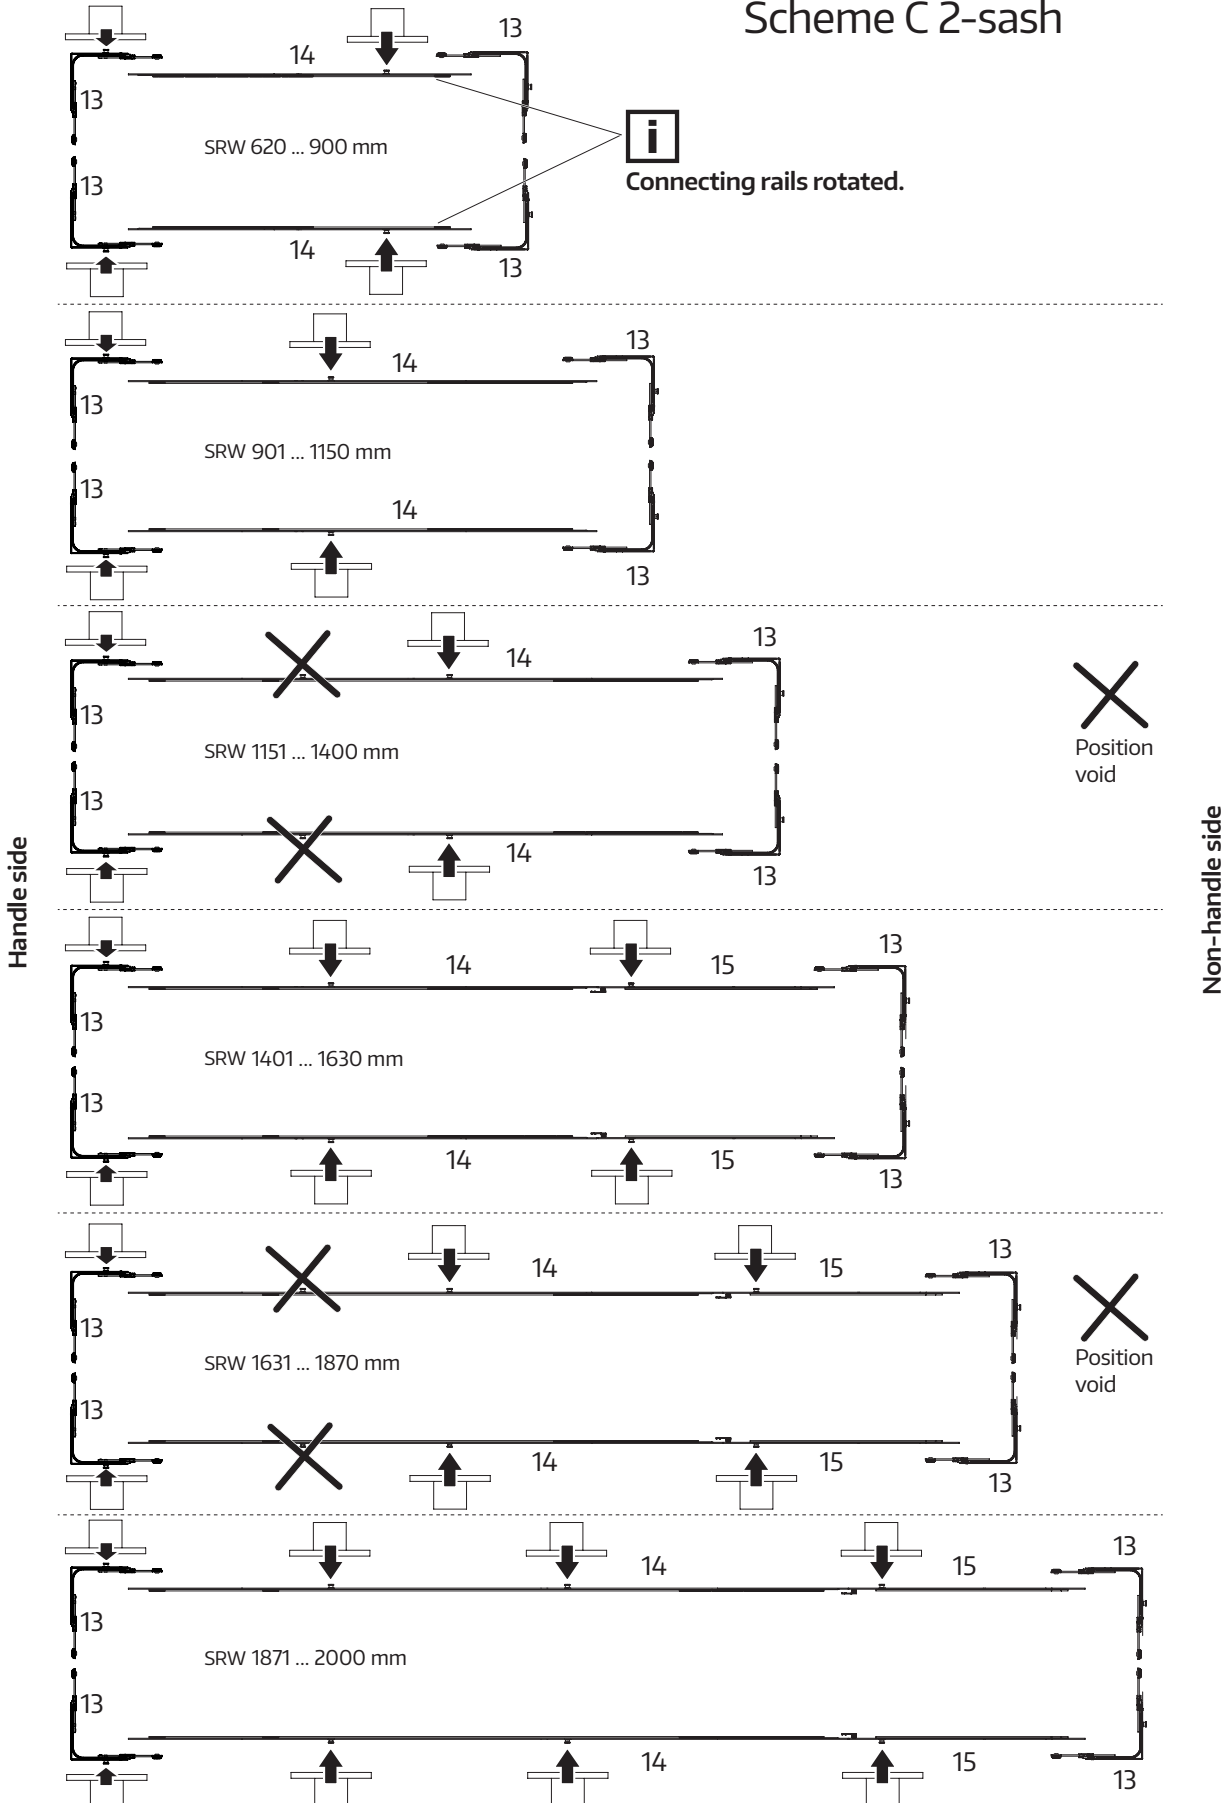 Scheme C 2-sash
13
14
13
SRW 620 ... 900 mm
i
Connecting rails rotated.
13
14
13
13
14
13
SRW 901 ... 1150 mm
13
14
13
13
14
13
Position
void
SRW 1151 ... 1400 mm
13
14
13
Handle side
Non-handle side
14
15
13
13
SRW 1401 ... 1630 mm
13
14
15
13
14
15
13
13
Position
void
SRW 1631 ... 1870 mm
13
14
15
13
14
15
13
13
SRW 1871 ... 2000 mm
13
14
15
13